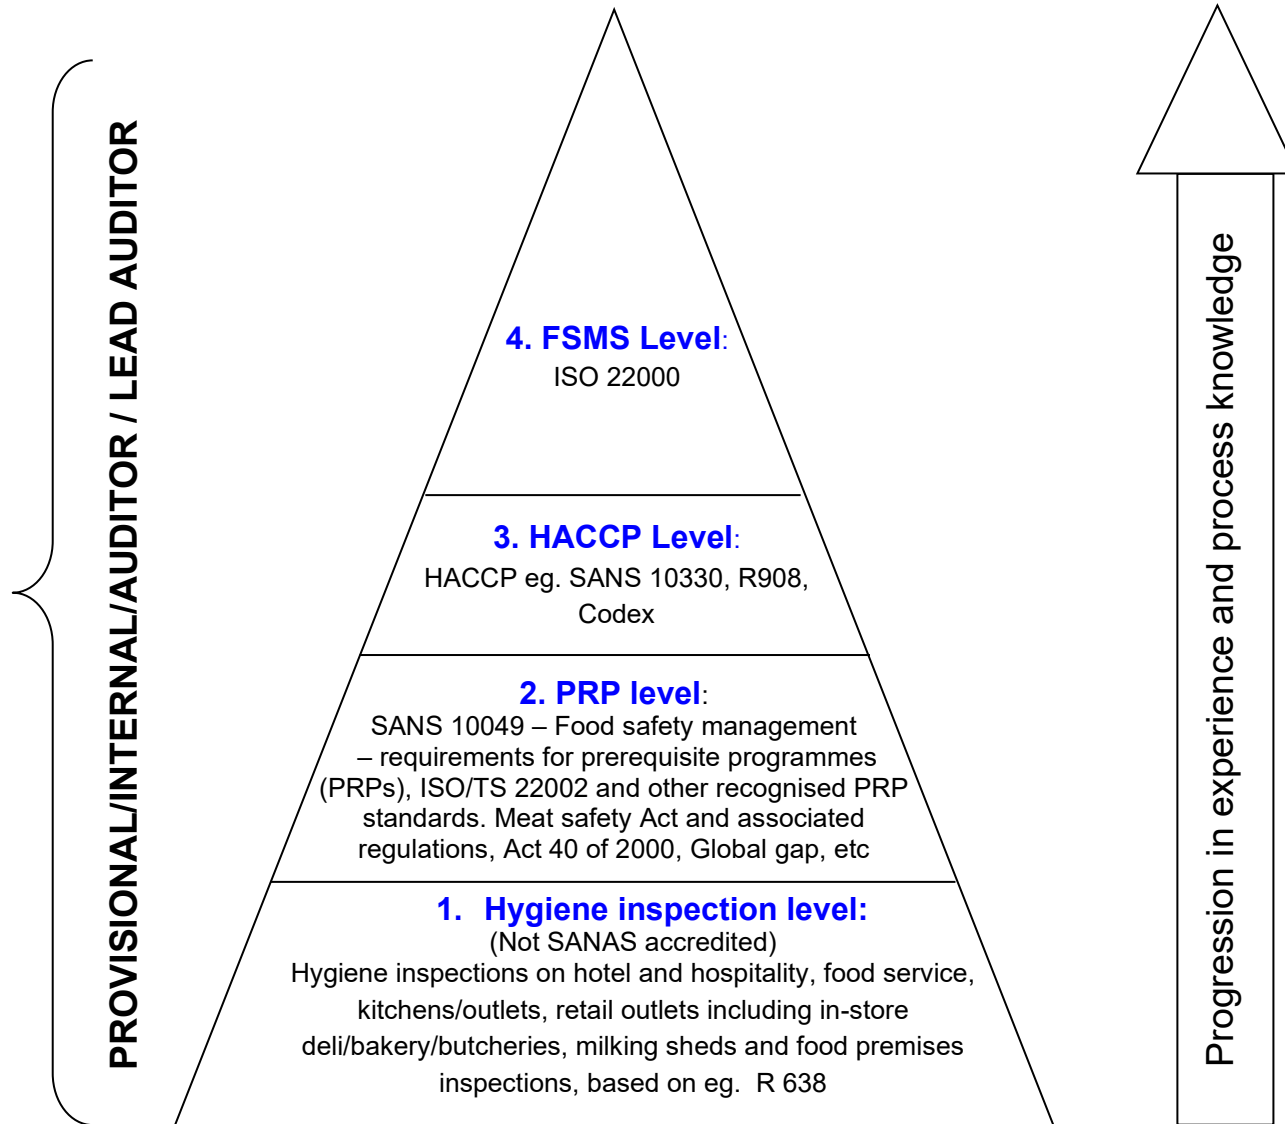 PROVISIONAL/INTERNAL/AUDITOR / LEAD AUDITOR
4. FSMS Level:
ISO 22000
3. HACCP Level:
HACCP eg. SANS 10330, R908,
Codex
2. PRP level:
SANS 10049 – Food safety management
– requirements for prerequisite programmes
(PRPs), ISO/TS 22002 and other recognised PRP
standards. Meat safety Act and associated
regulations, Act 40 of 2000, Global gap, etc
1. Hygiene inspection level:
(Not SANAS accredited)
Hygiene inspections on hotel and hospitality, food service,
kitchens/outlets, retail outlets including in-store
deli/bakery/butcheries, milking sheds and food premises
inspections, based on eg. R 638
Progression in experience and process knowledge